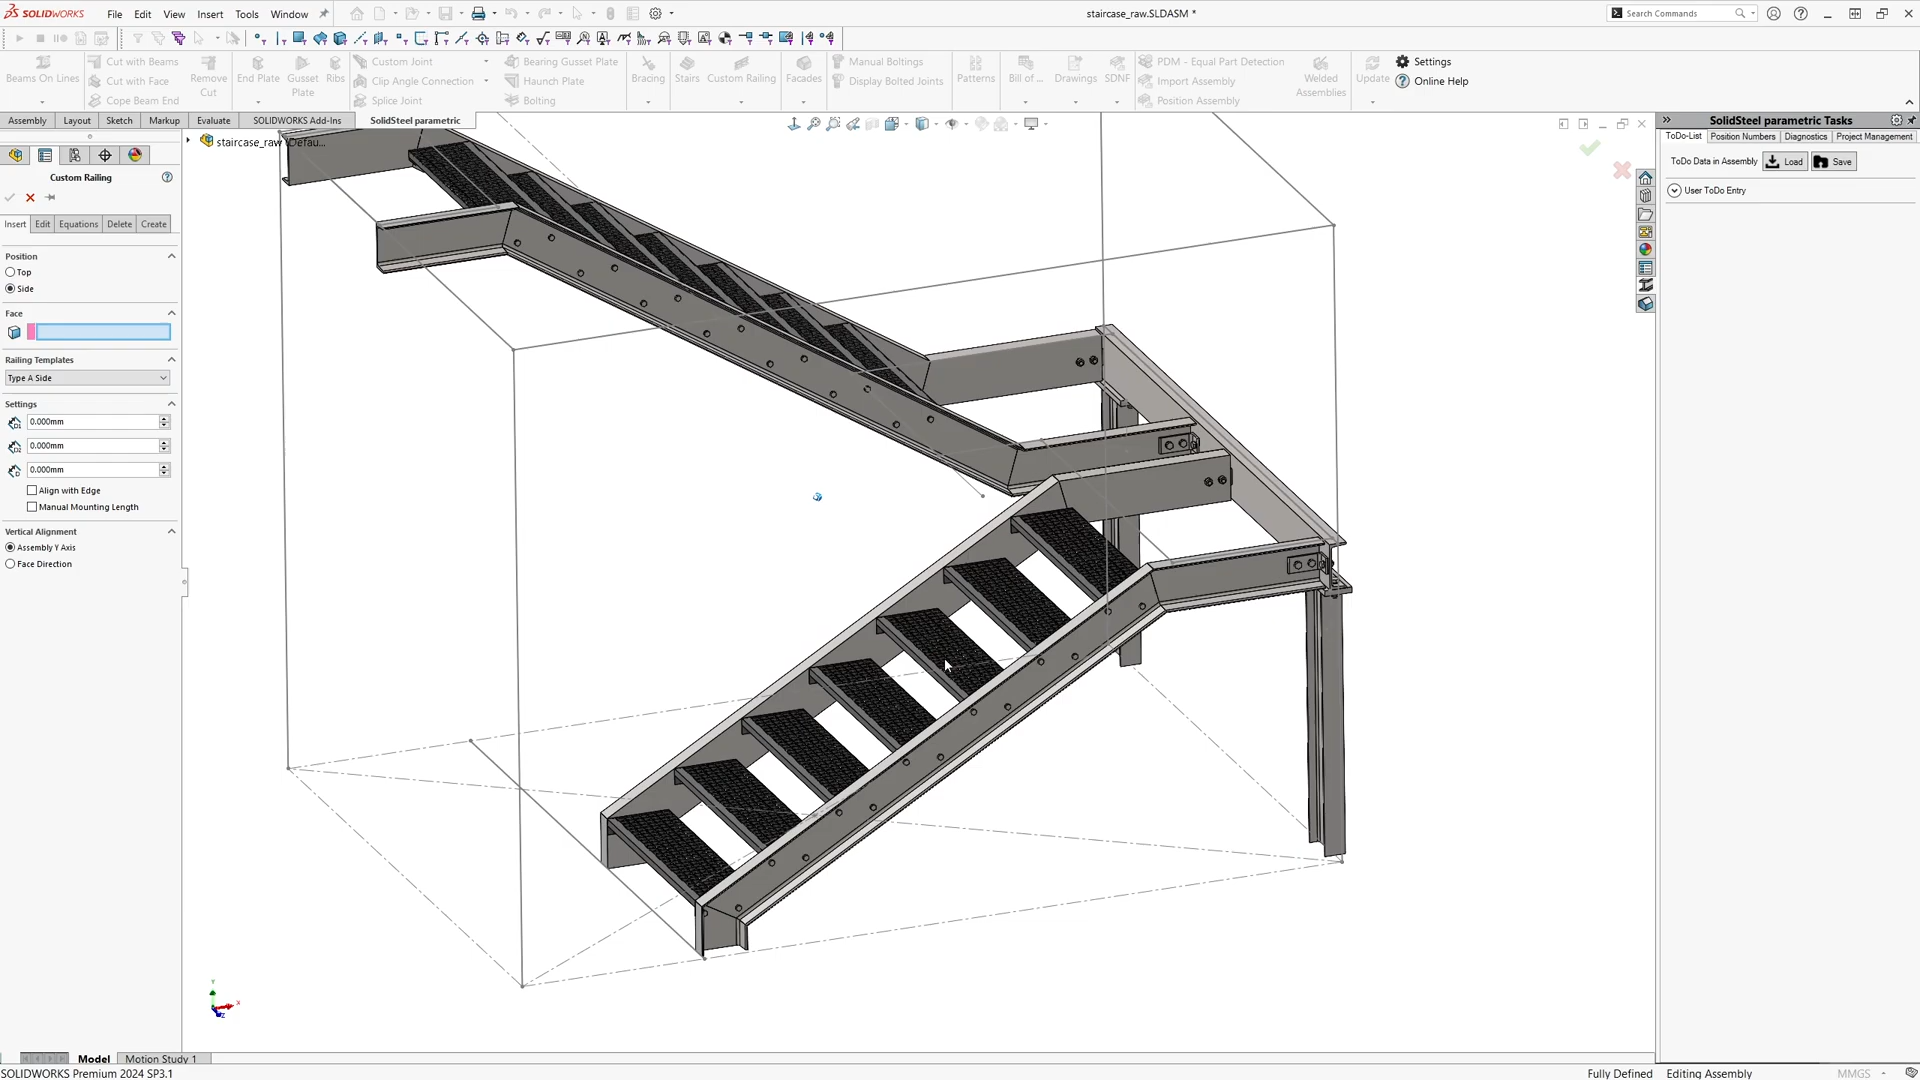 SOLIDWORKS File Edit View Insert Tools Window staircase_raw.SLDASM * Search Commands
Beams On Lines Cut with Beams Cut with Face Cope Beam End Remove Cut End Plate Gusset Plate Ribs Custom Joint Clip Angle Connection Splice Joint Bearing Gusset Plate Haunch Plate Bolting Bracing Stairs Custom Railing Facades Manual Boltings Display Bolted Joints Patterns Bill of ... Drawings SDNF PDM - Equal Part Detection Import Assembly Position Assembly Welded Assemblies Update Settings Online Help
Assembly Layout Sketch Markup Evaluate SOLIDWORKS Add-Ins SolidSteel parametric
SolidSteel parametric Tasks
ToDo-List Position Numbers Diagnostics Project Management
staircase_raw (Defau...
ToDo Data in Assembly Load Save
User ToDo Entry
Custom Railing
Insert Edit Equations Delete Create
Position
Top
Side
Face
Railing Templates
Type A Side
Settings
D1 0.000mm
D2 0.000mm
D 0.000mm
Align with Edge
Manual Mounting Length
Vertical Alignment
Assembly Y Axis
Face Direction
Y
X
Z
Model Motion Study 1
SOLIDWORKS Premium 2024 SP3.1 Fully Defined Editing Assembly MMGS